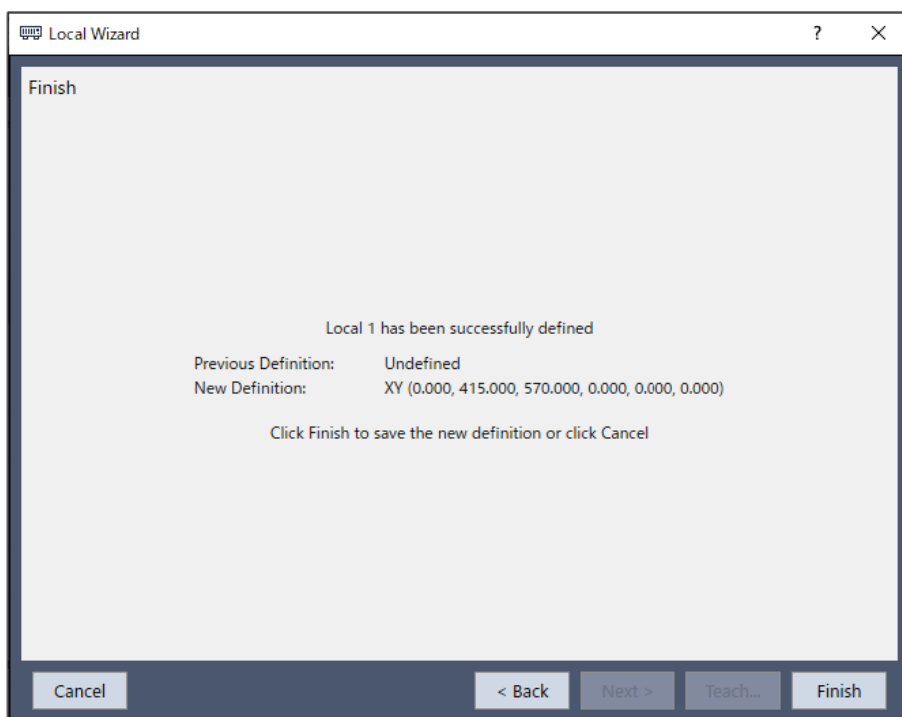 Local Wizard
?
Finish
Local 1 has been successfully defined
Previous Definition: Undefined
New Definition: XY (0.000, 415.000, 570.000, 0.000, 0.000, 0.000)
Click Finish to save the new definition or click Cancel
Cancel < Back Next > Teach... Finish